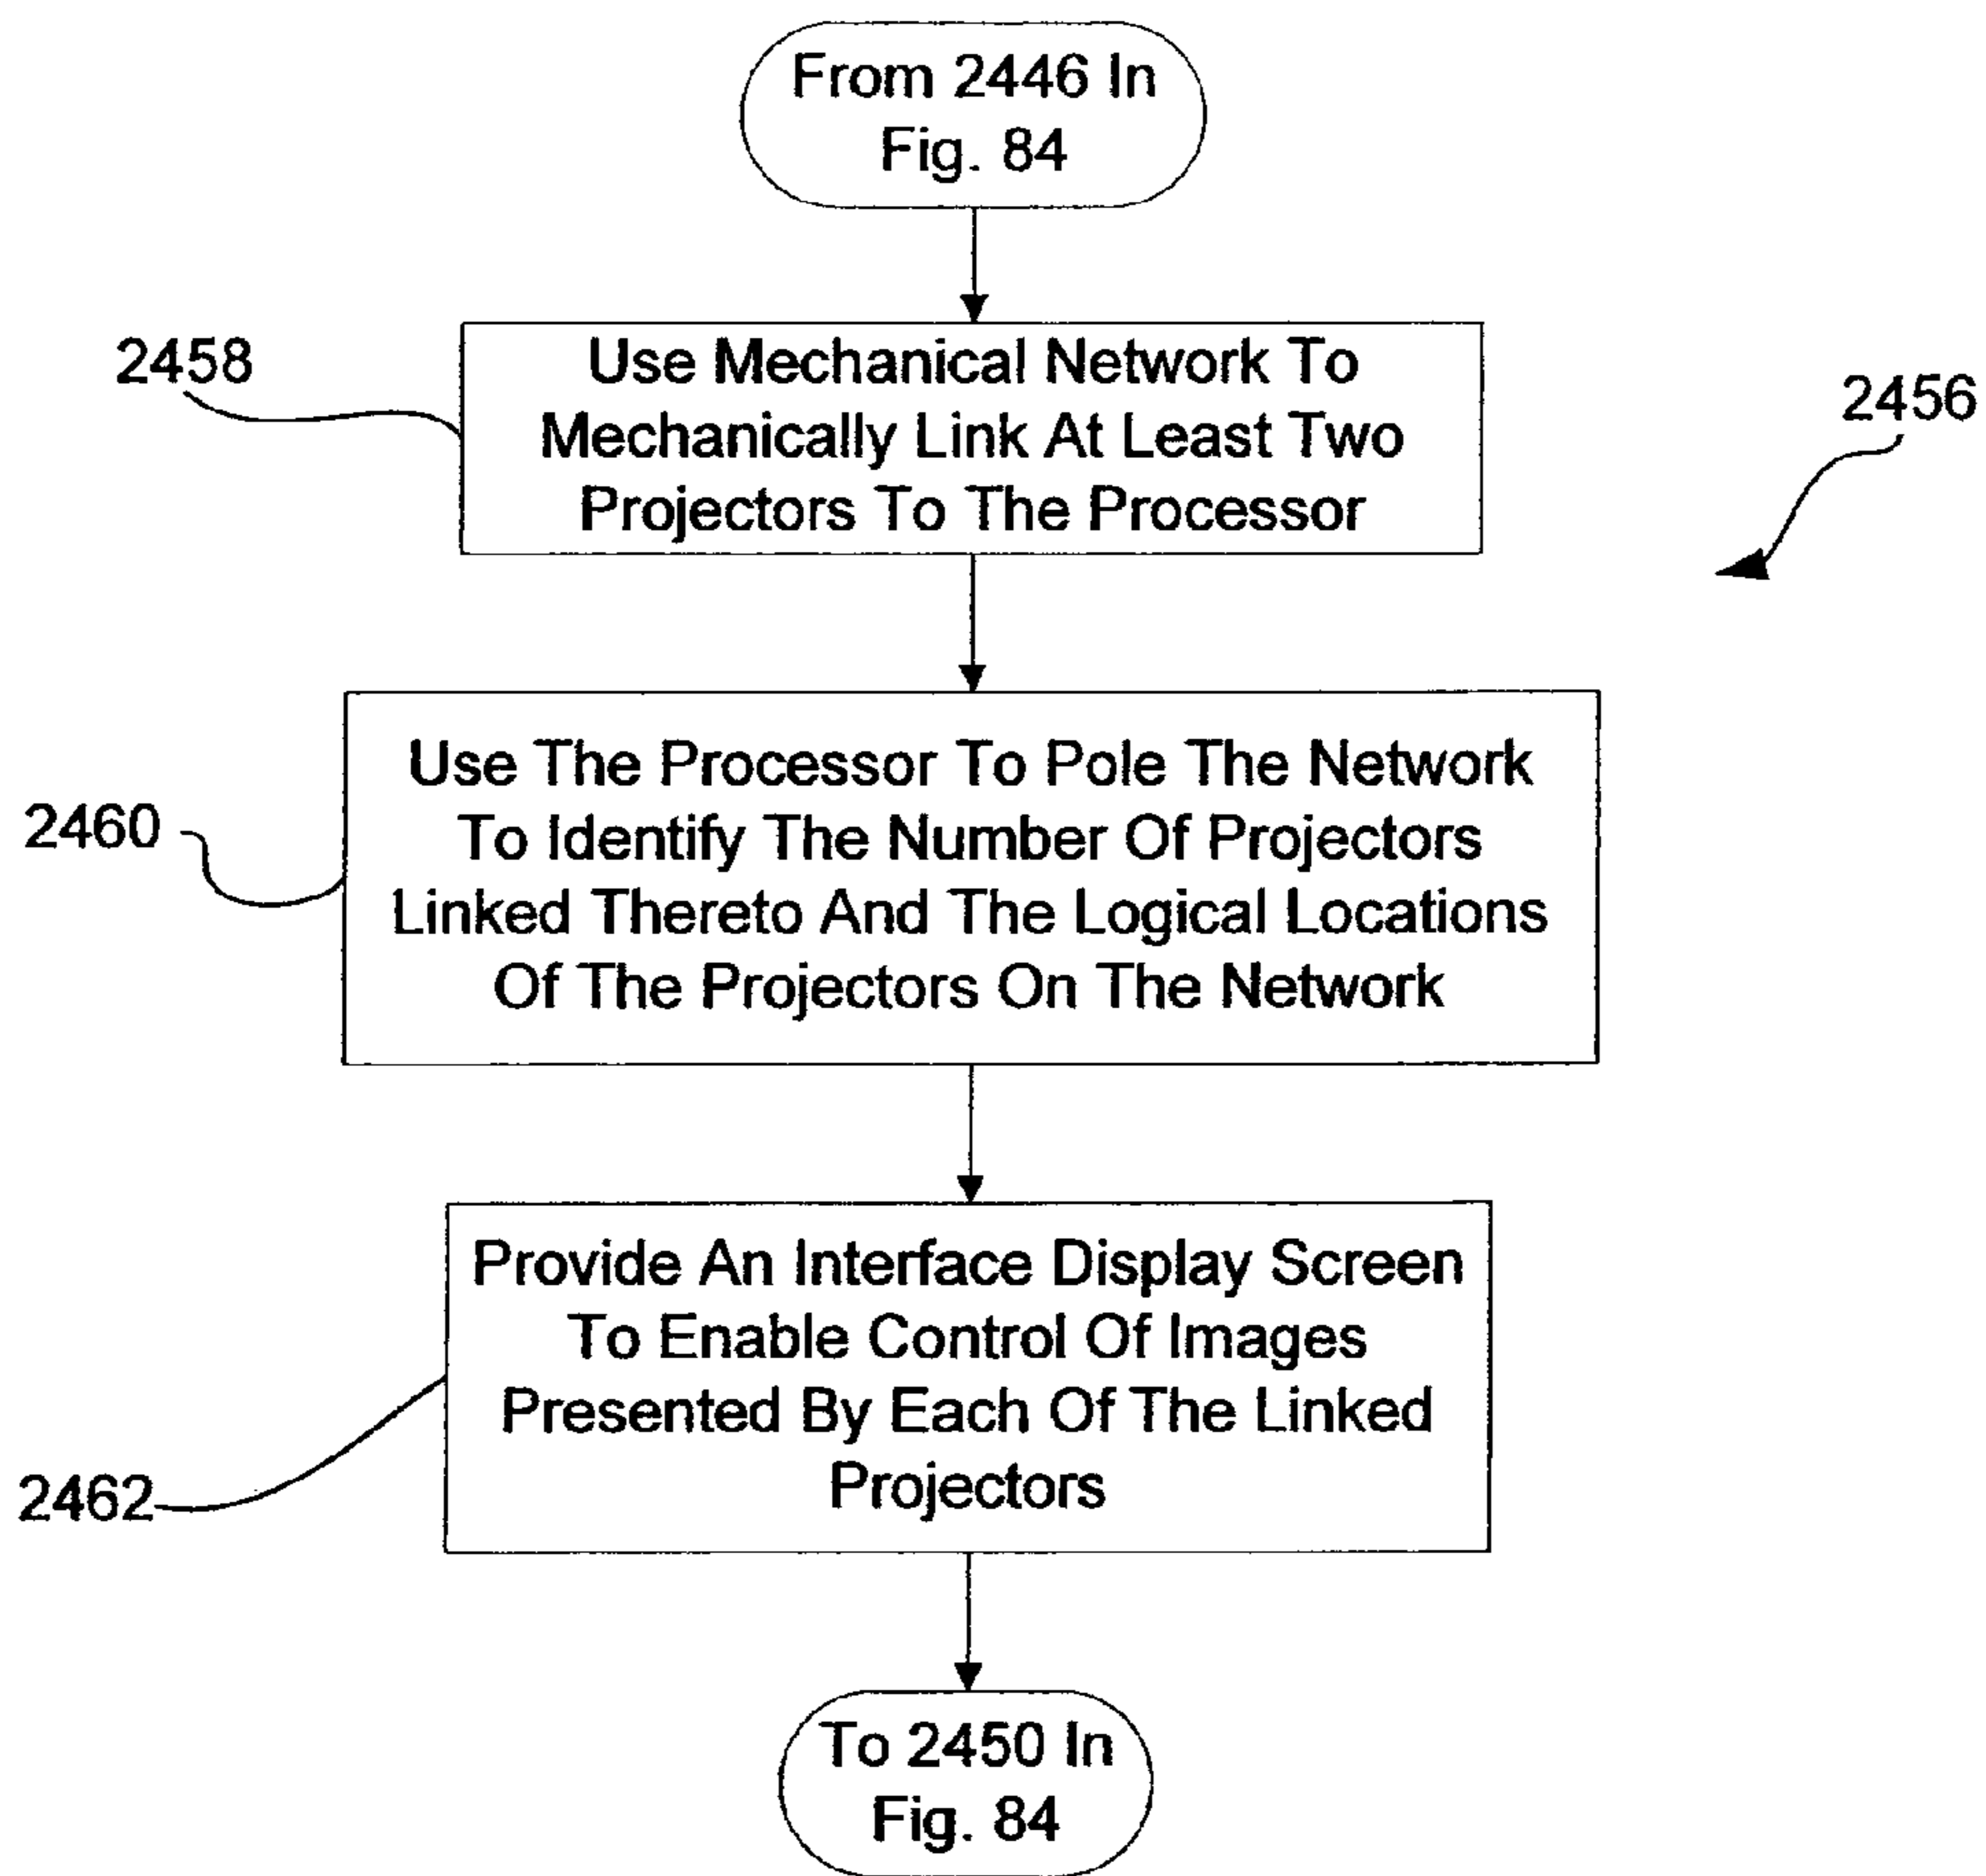 From 2446 In
Fig. 84
2458
Use Mechanical Network To
Mechanically Link At Least Two
Projectors To The Processor
2456
2460
Use The Processor To Pole The Network
To Identify The Number Of Projectors
Linked Thereto And The Logical Locations
Of The Projectors On The Network
2462
Provide An Interface Display Screen
To Enable Control Of Images
Presented By Each Of The Linked
Projectors
To 2450 In
Fig. 84